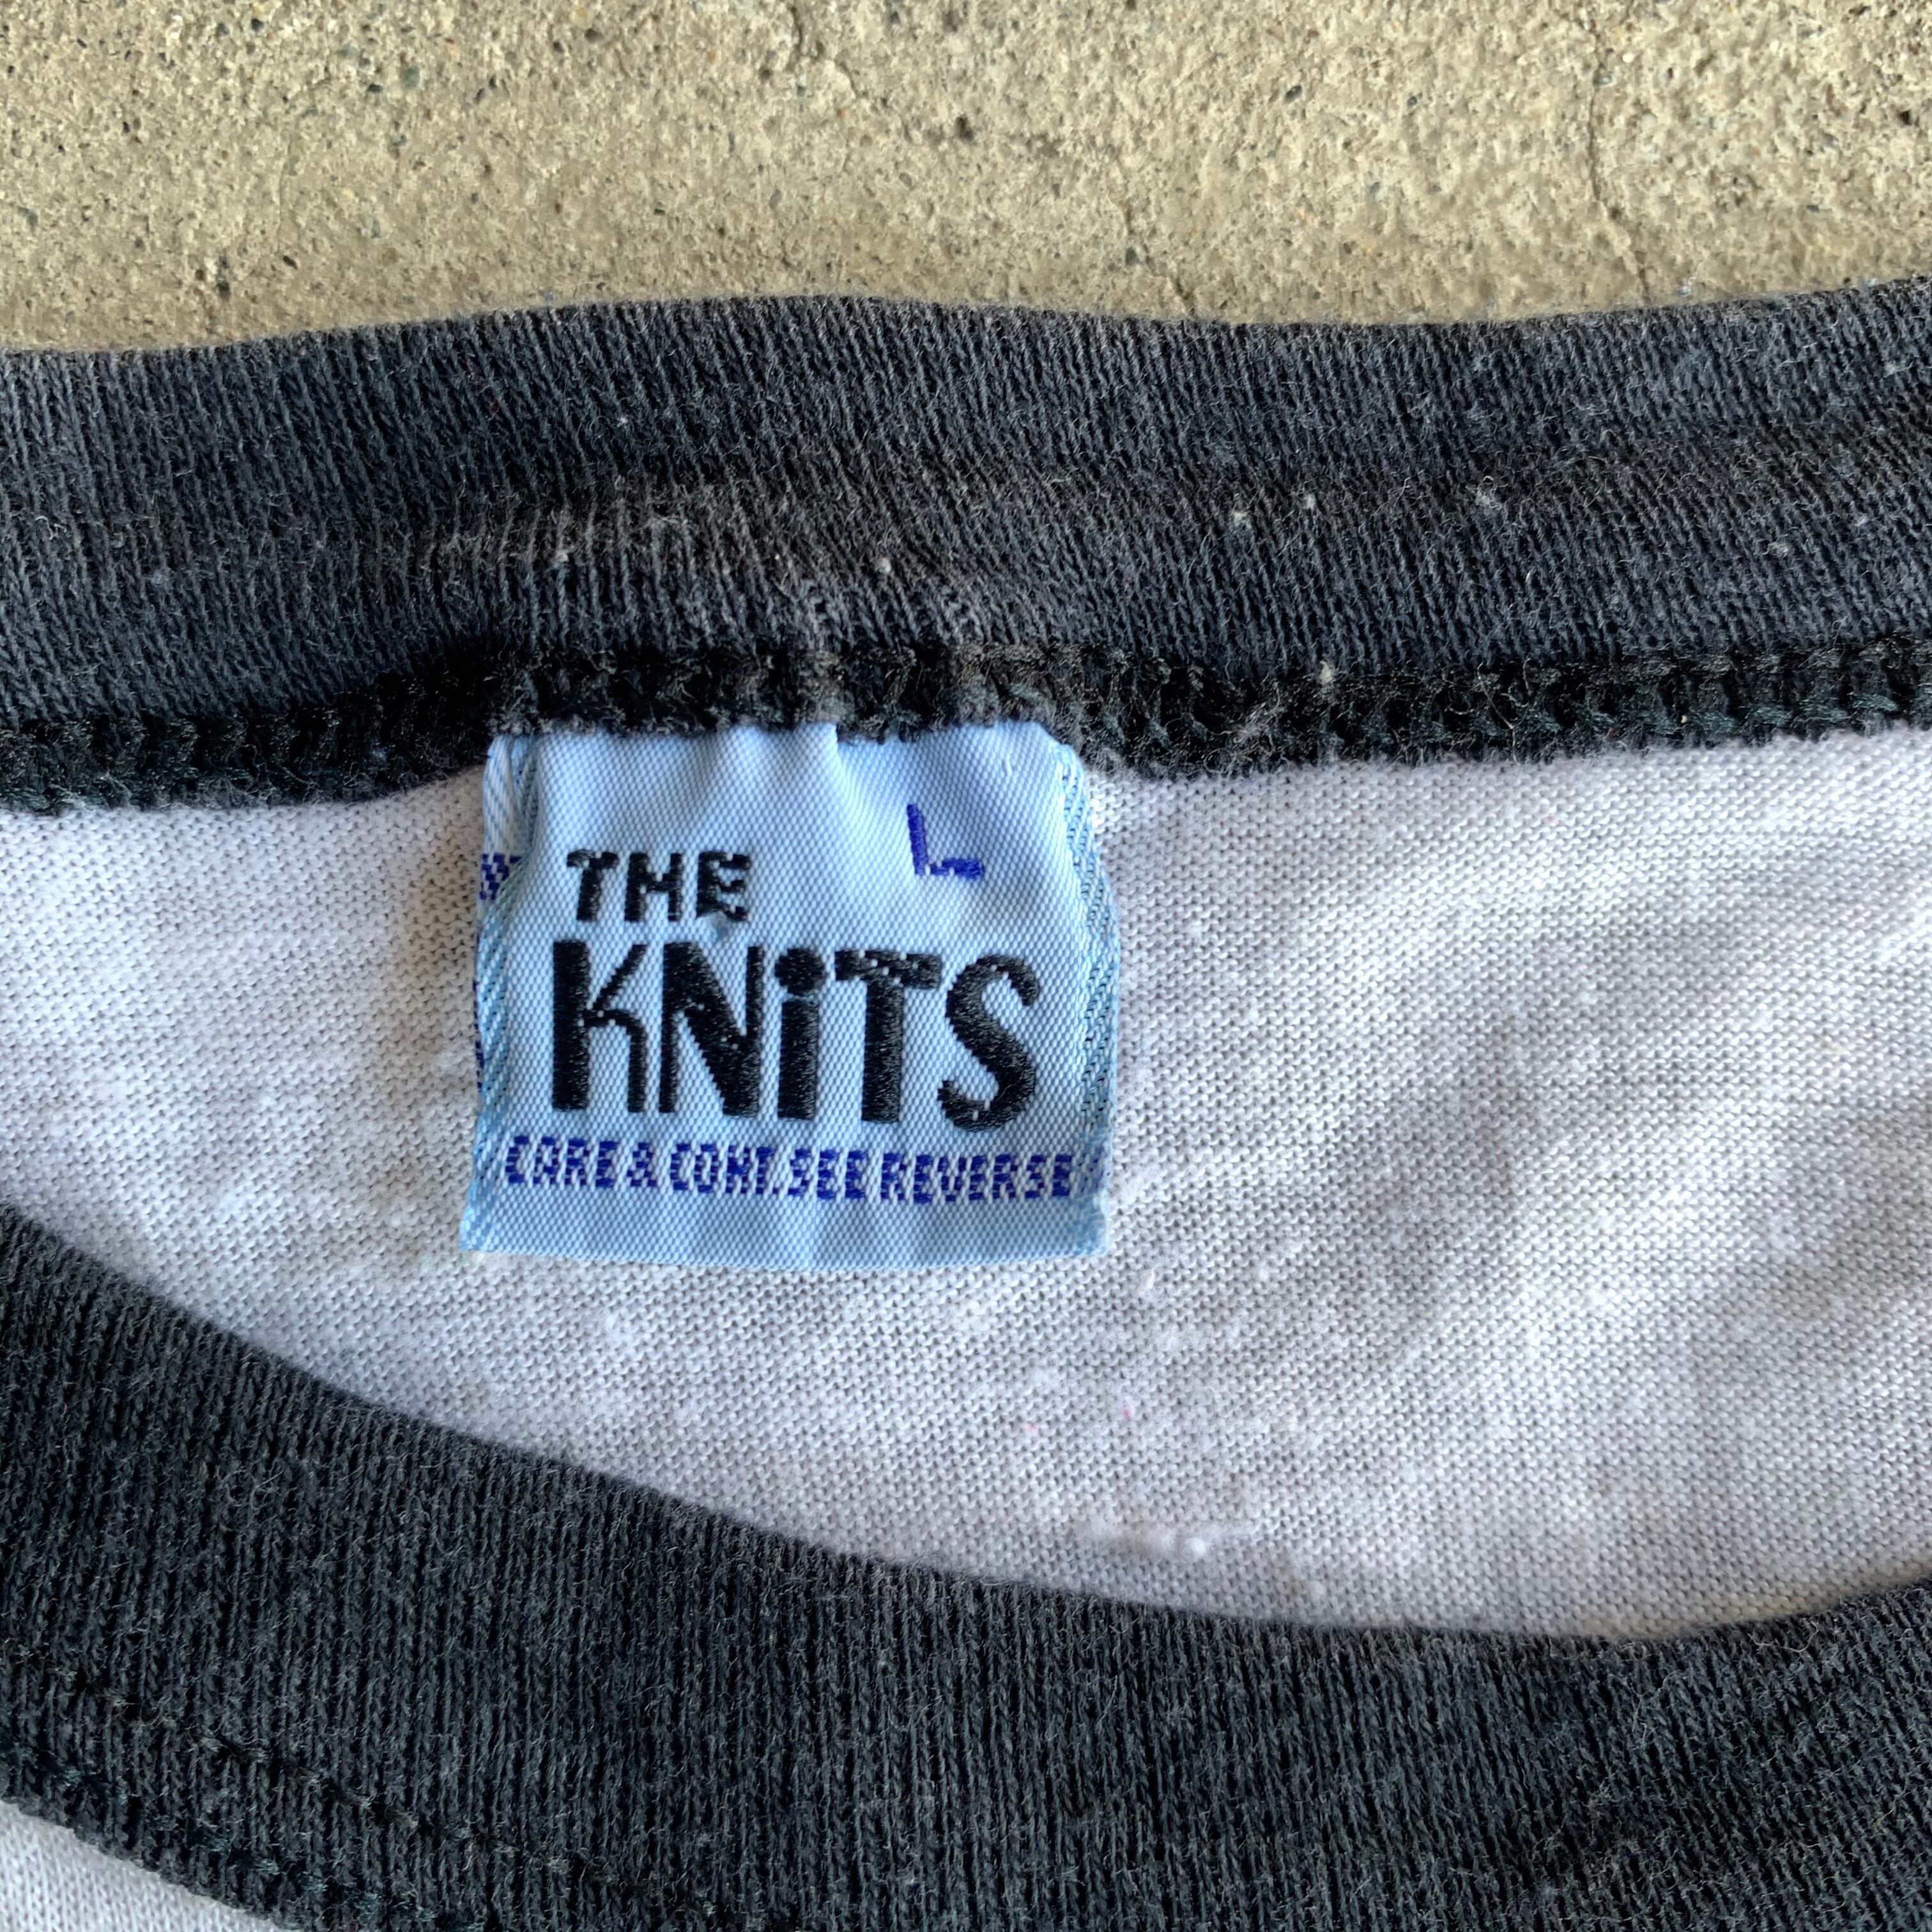 L
THE
KNiTS
CARE & CONT. SEE REVERSE